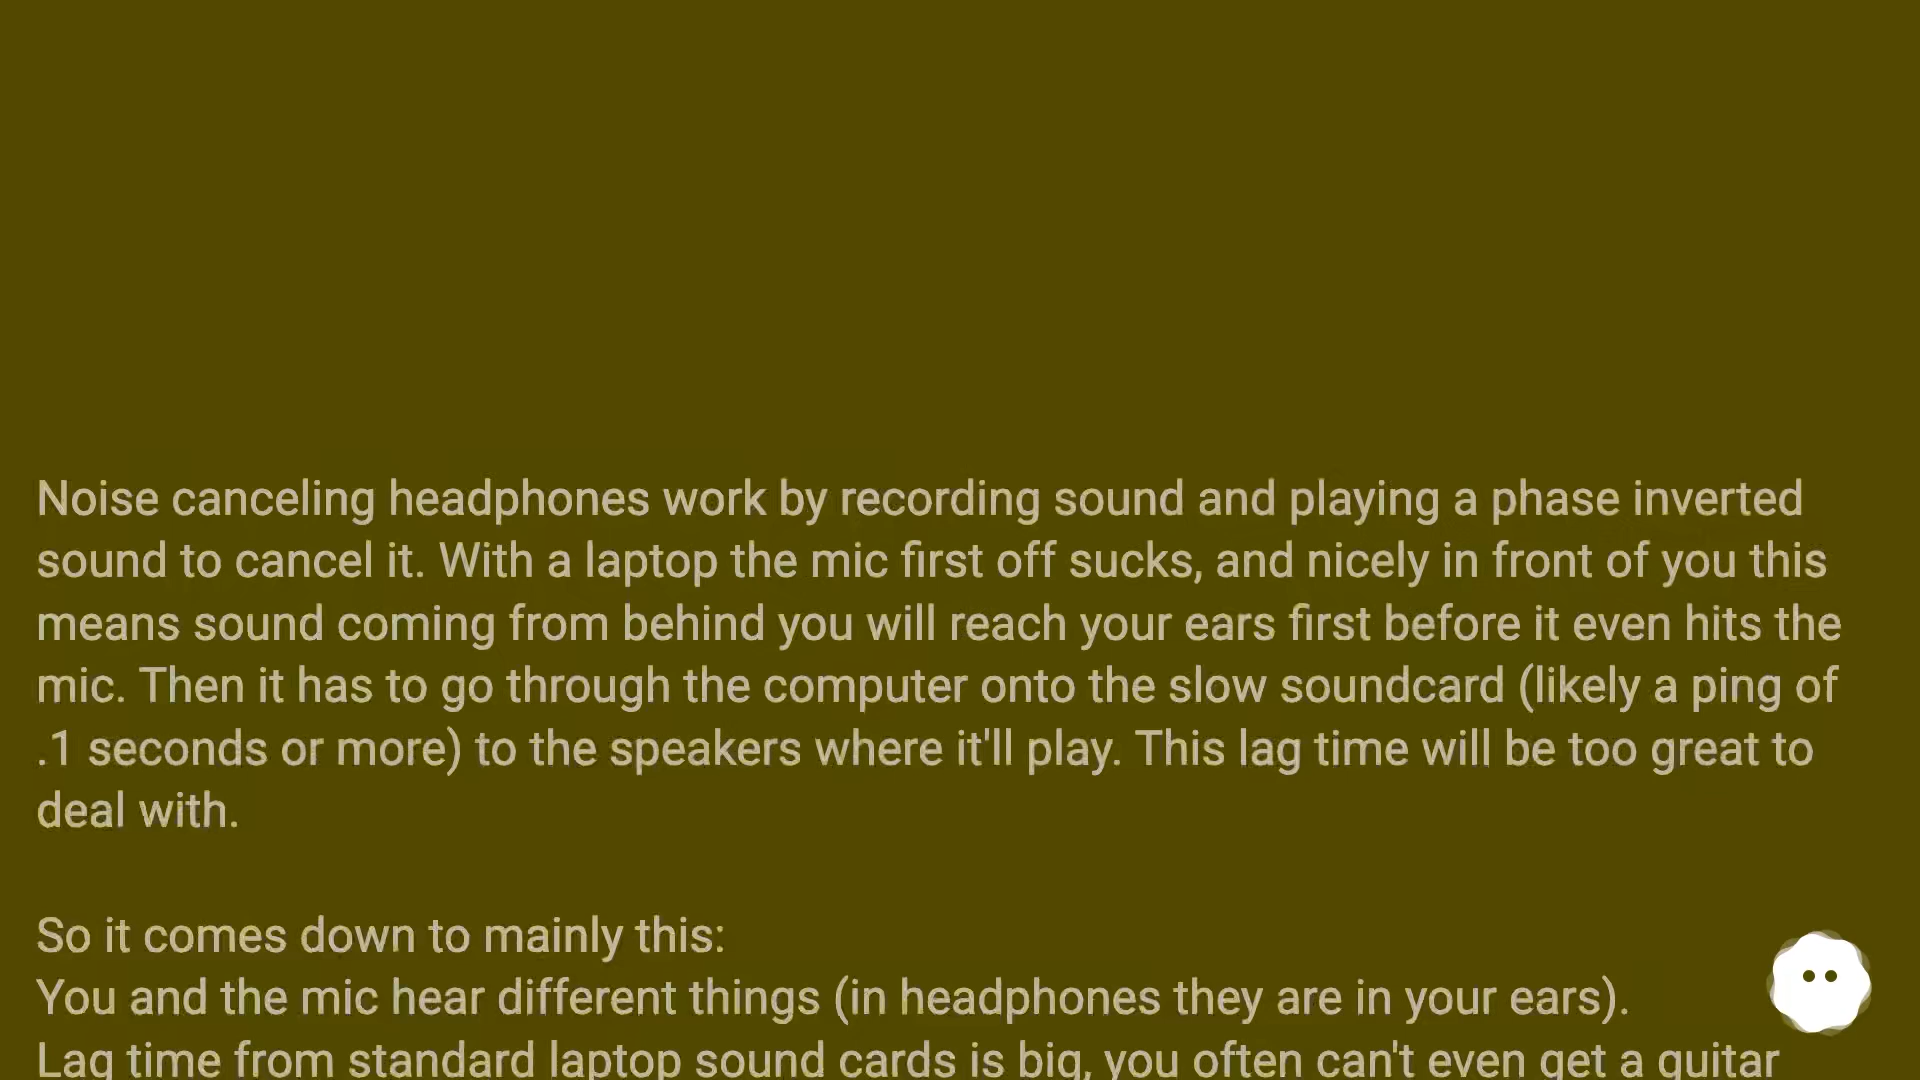 Noise canceling headphones work by recording sound and playing a phase inverted
sound to cancel it. With a laptop the mic first off sucks, and nicely in front of you this
means sound coming from behind you will reach your ears first before it even hits the
mic. Then it has to go through the computer onto the slow soundcard (likely a ping of
.1 seconds or more) to the speakers where it'll play. This lag time will be too great to
deal with.
So it comes down to mainly this:
You and the mic hear different things (in headphones they are in your ears).
Lag time from standard laptop sound cards is big, you often can't even get a guitar